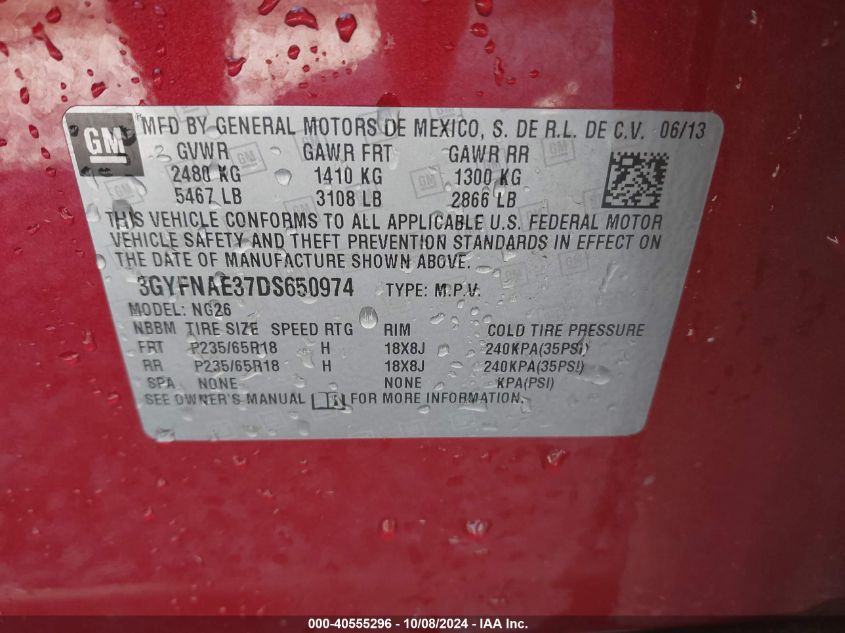 GM MFD BY GENERAL MOTORS DE MEXICO, S. DE R.L. DE C.V. 06/13
GVWR GAWR FRT GAWR RR
2480 KG 1410 KG 1300 KG
5467 LB 3108 LB 2866 LB
THIS VEHICLE CONFORMS TO ALL APPLICABLE U.S. FEDERAL MOTOR
VEHICLE SAFETY AND THEFT PREVENTION STANDARDS IN EFFECT ON
THE DATE OF MANUFACTURE SHOWN ABOVE.
3GYFNAE37DS650974 TYPE: M.P.V.
MODEL: NG26
NBBM TIRE SIZE SPEED RTG RIM COLD TIRE PRESSURE
FRT P235/65R18 H 18X8J 240KPA(35PSI)
RR P235/65R18 H 18X8J 240KPA(35PSI)
SPA NONE NONE KPA(PSI)
SEE OWNER'S MANUAL FOR MORE INFORMATION.
000-40555296 - 10/08/2024 - IAA Inc.